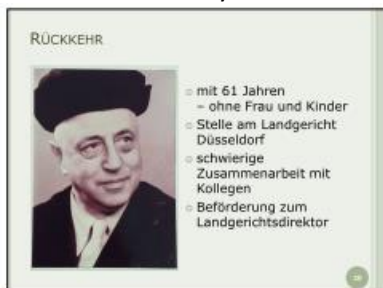 RÜCKKEHR
mit 61 Jahren
– ohne Frau und Kinder
Stelle am Landgericht
Düsseldorf
schwierige
Zusammenarbeit mit
Kollegen
Beförderung zum
Landgerichtsdirektor